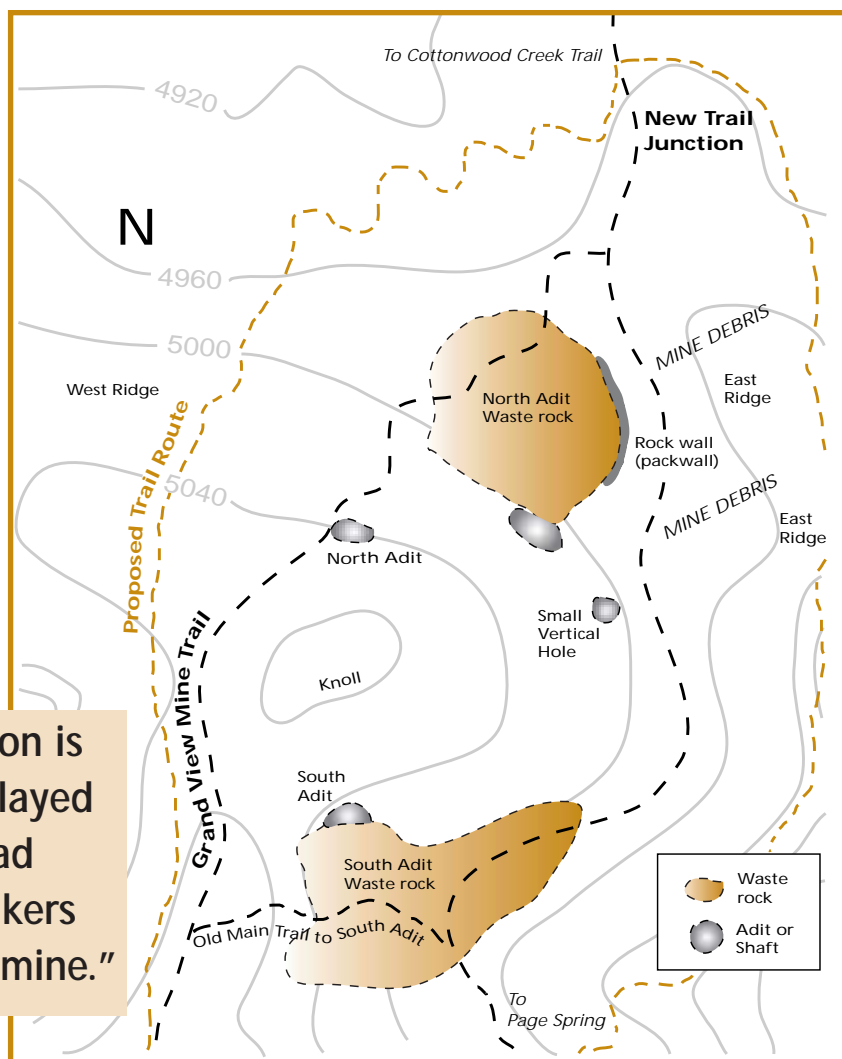 To Cottonwood Creek Trail
4920
New Trail
Junction
N
4960
5000
MINE DEBRIS
West Ridge
East
Ridge
North Adit
Waste rock
Proposed Trail Route
Rock wall
(packwall)
5040
MINE DEBRIS
East
Ridge
North Adit
Small
Vertical
Hole
Grand View Mine Trail
Knoll
on is
layed
ad
kers
mine.”
South
Adit
South Adit
Waste rock
Old Main Trail to South Adit
To
Page Spring
Waste
rock
Adit or
Shaft